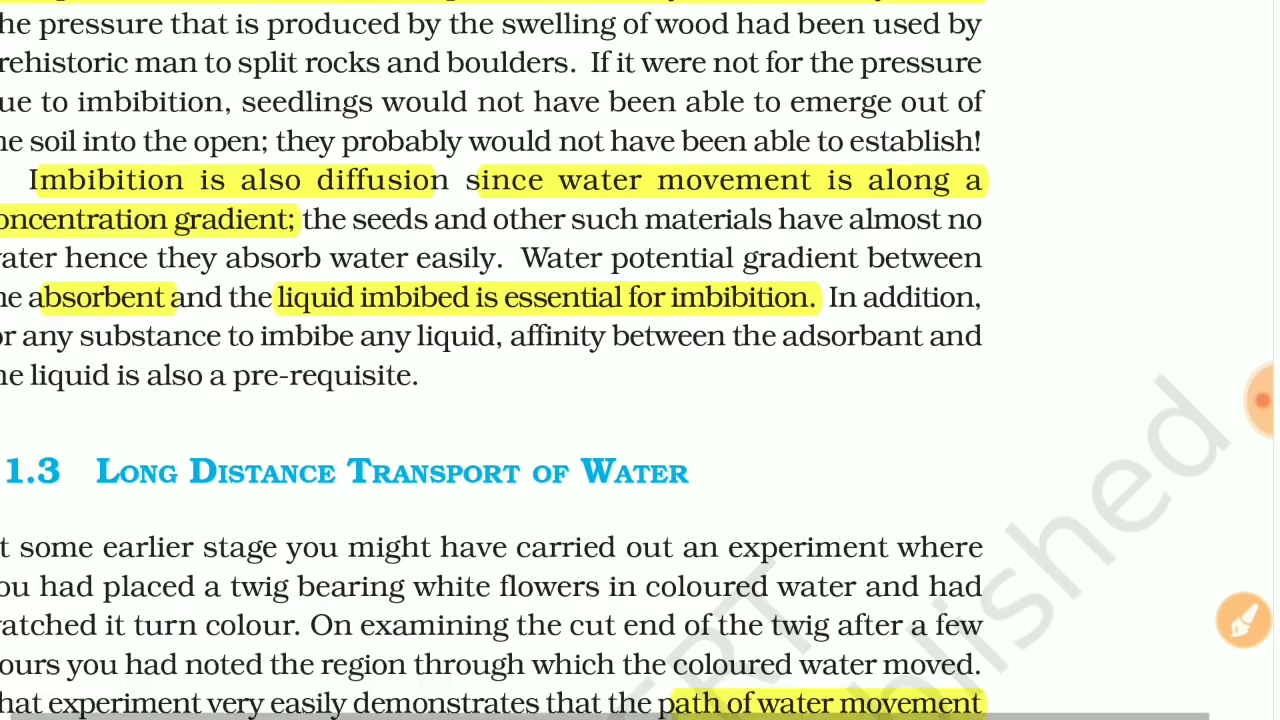 he pressure that is produced by the swelling of wood had been used by
rehistoric man to split rocks and boulders. If it were not for the pressure
ue to imbibition, seedlings would not have been able to emerge out of
he soil into the open; they probably would not have been able to establish!
Imbibition is also diffusion since water movement is along a
oncentration gradient; the seeds and other such materials have almost no
ater hence they absorb water easily. Water potential gradient between
he absorbent and the liquid imbibed is essential for imbibition. In addition,
or any substance to imbibe any liquid, affinity between the adsorbant and
he liquid is also a pre-requisite.
1.3 Long Distance Transport of Water
t some earlier stage you might have carried out an experiment where
ou had placed a twig bearing white flowers in coloured water and had
atched it turn colour. On examining the cut end of the twig after a few
ours you had noted the region through which the coloured water moved.
hat experiment very easily demonstrates that the path of water movement
ERT
blished